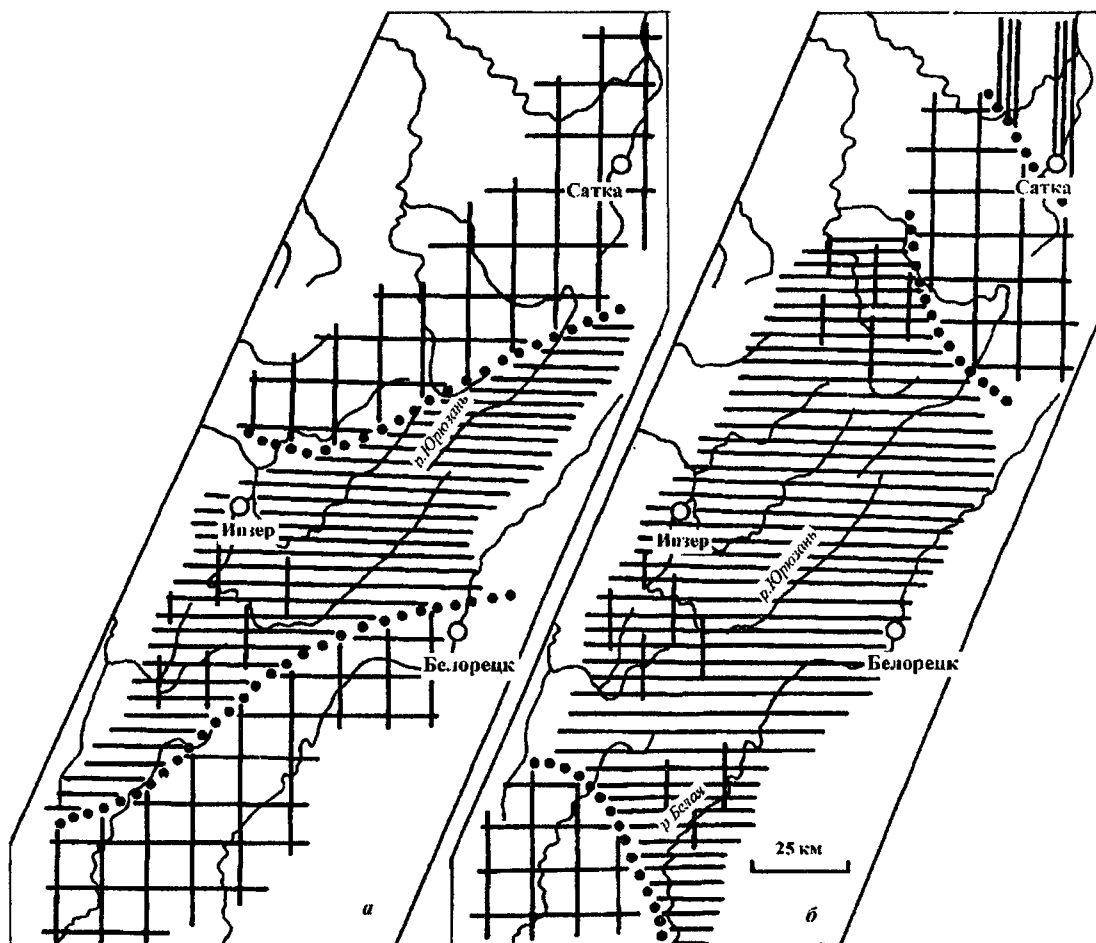 Сатка
р.Юрюзань
Инзер
Белорецк
а
Сатка
Инзер
р.Юрюзань
Белорецк
р Белая
25 км
б